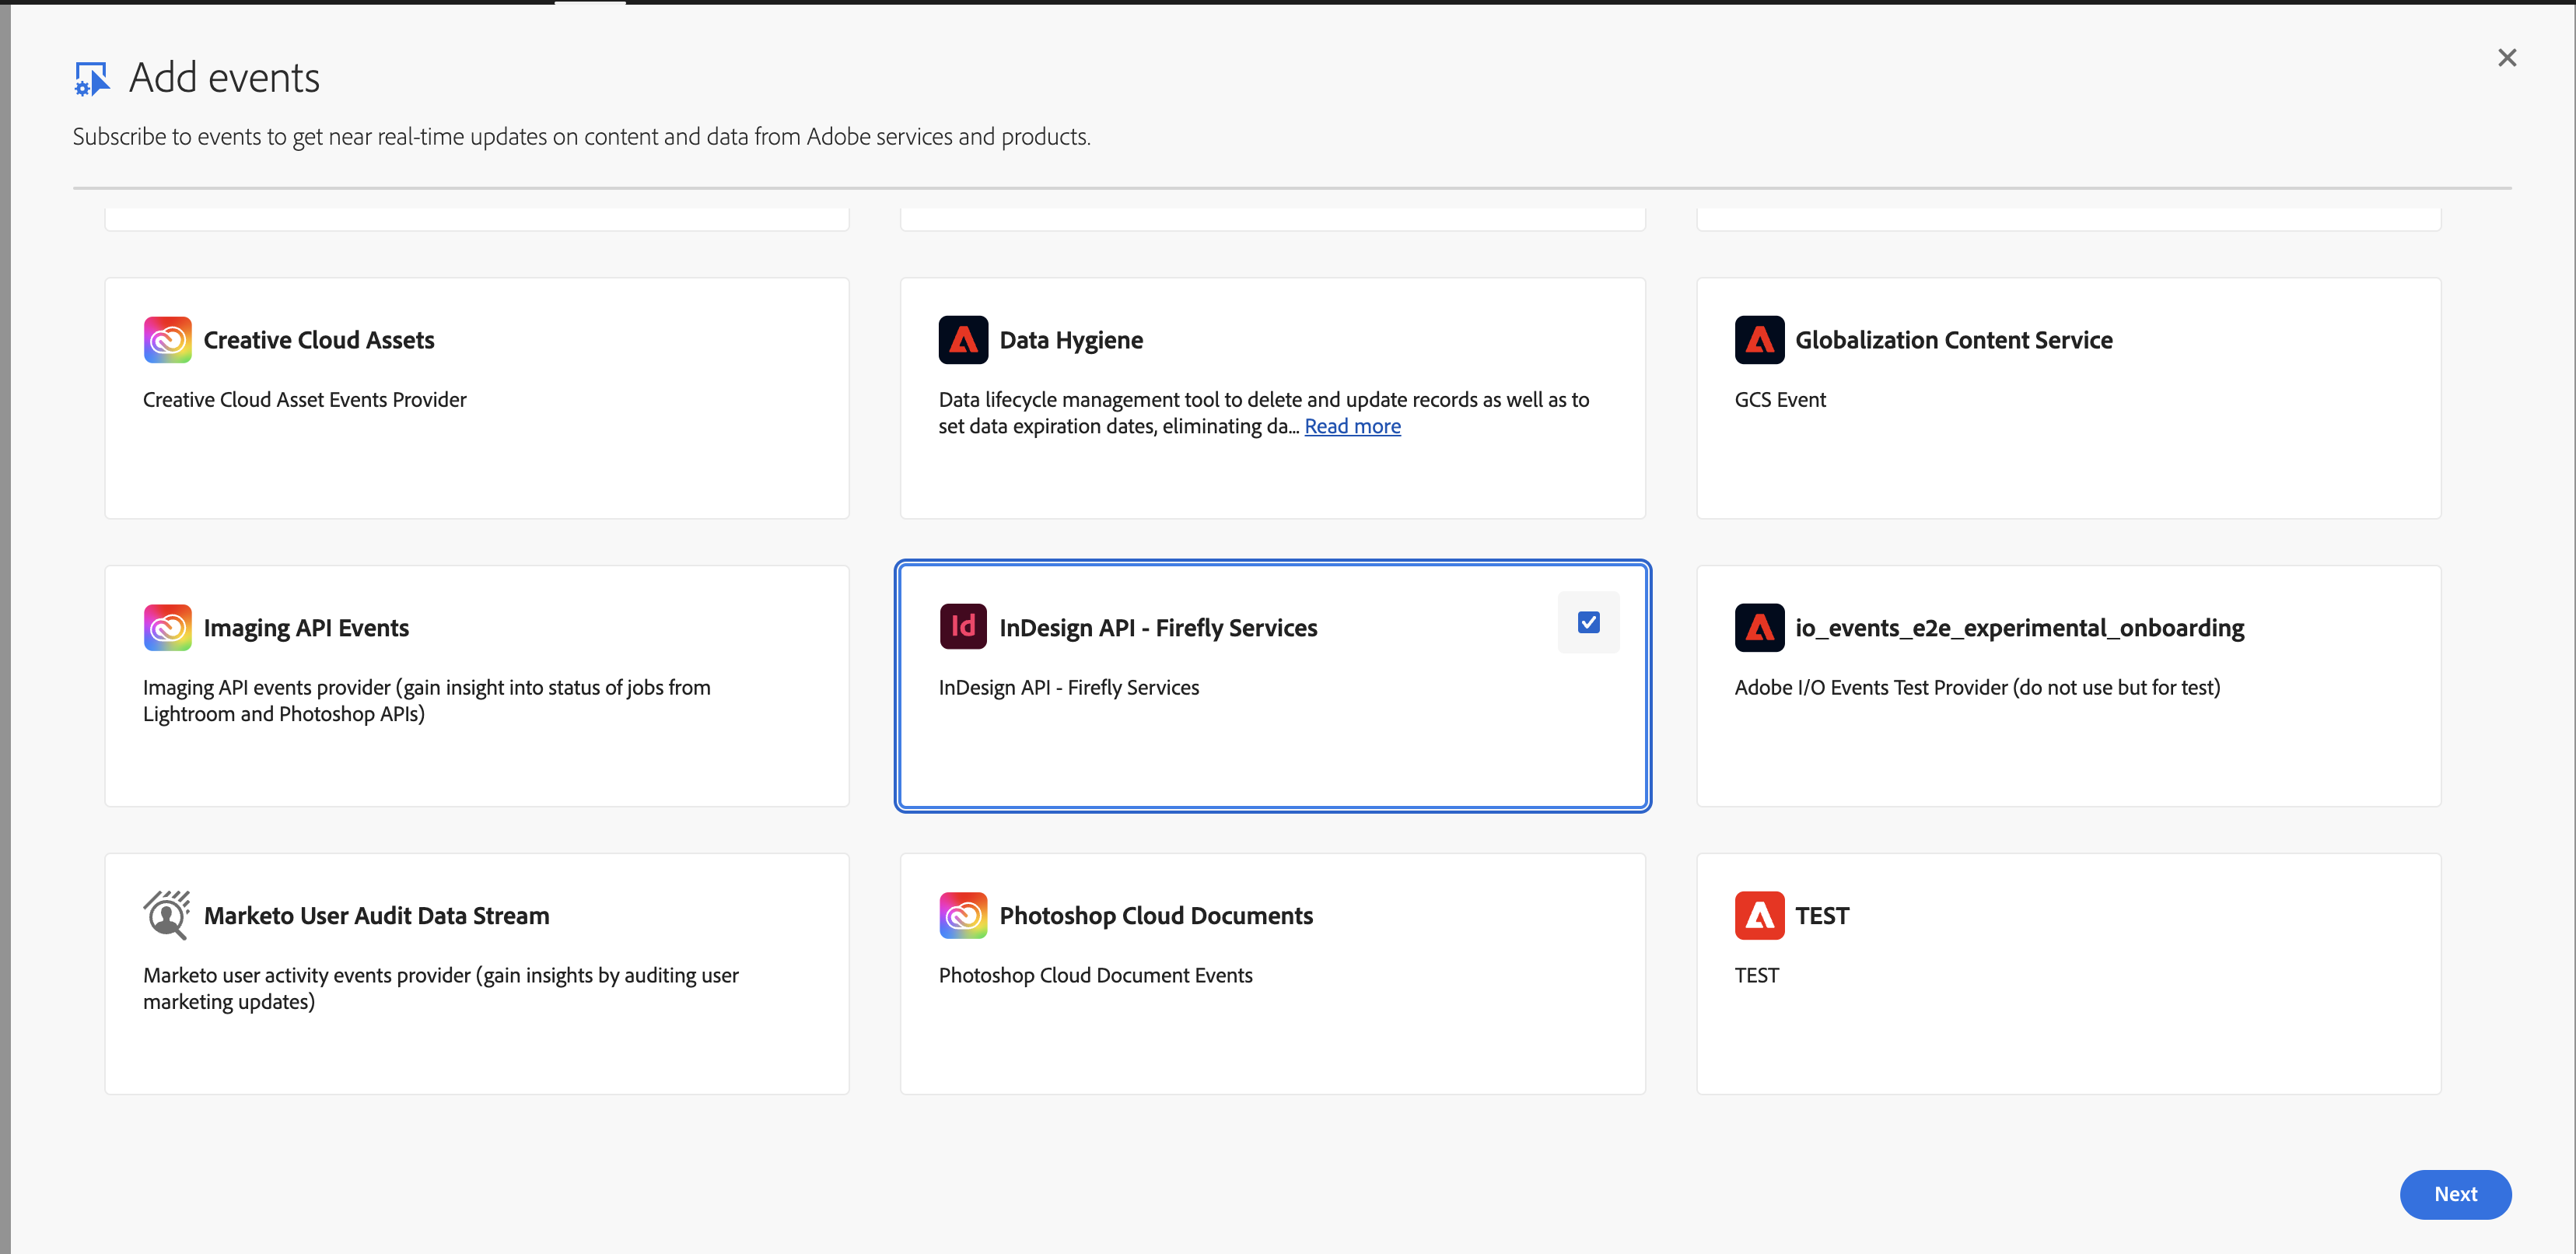 Add events
Subscribe to events to get near real-time updates on content and data from Adobe services and products.
Creative Cloud Assets
Creative Cloud Asset Events Provider
Data Hygiene
Data lifecycle management tool to delete and update records as well as to
set data expiration dates, eliminating da... Read more
Globalization Content Service
GCS Event
Imaging API Events
Imaging API events provider (gain insight into status of jobs from
Lightroom and Photoshop APIs)
Id
InDesign API - Firefly Services
InDesign API - Firefly Services
io_events_e2e_experimental_onboarding
Adobe I/O Events Test Provider (do not use but for test)
Marketo User Audit Data Stream
Marketo user activity events provider (gain insights by auditing user
marketing updates)
Photoshop Cloud Documents
Photoshop Cloud Document Events
TEST
TEST
Next